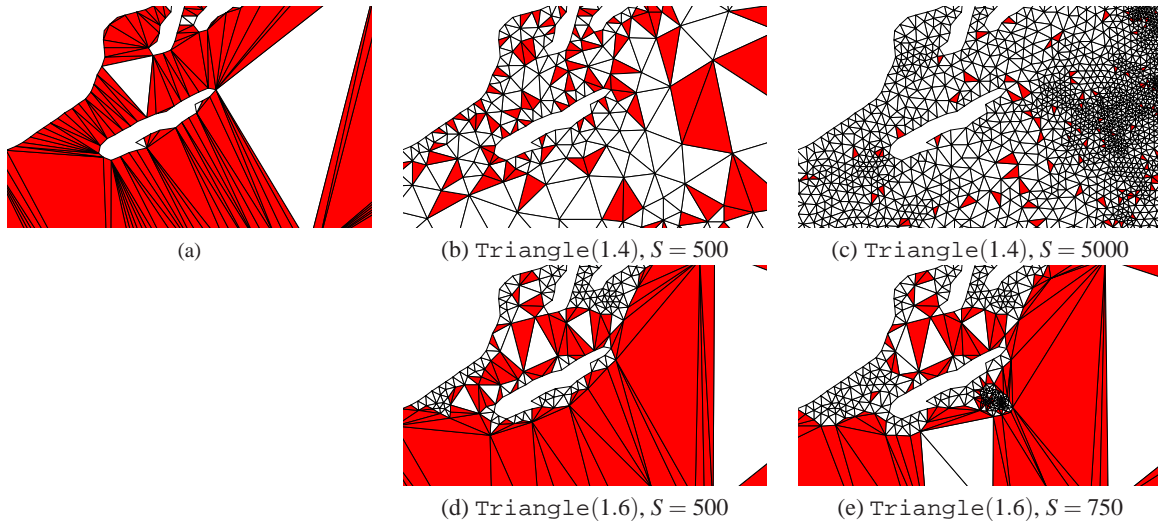 (a)
(b) Triangle(1.4), S = 500
(c) Triangle(1.4), S = 5000
(d) Triangle(1.6), S = 500
(e) Triangle(1.6), S = 750